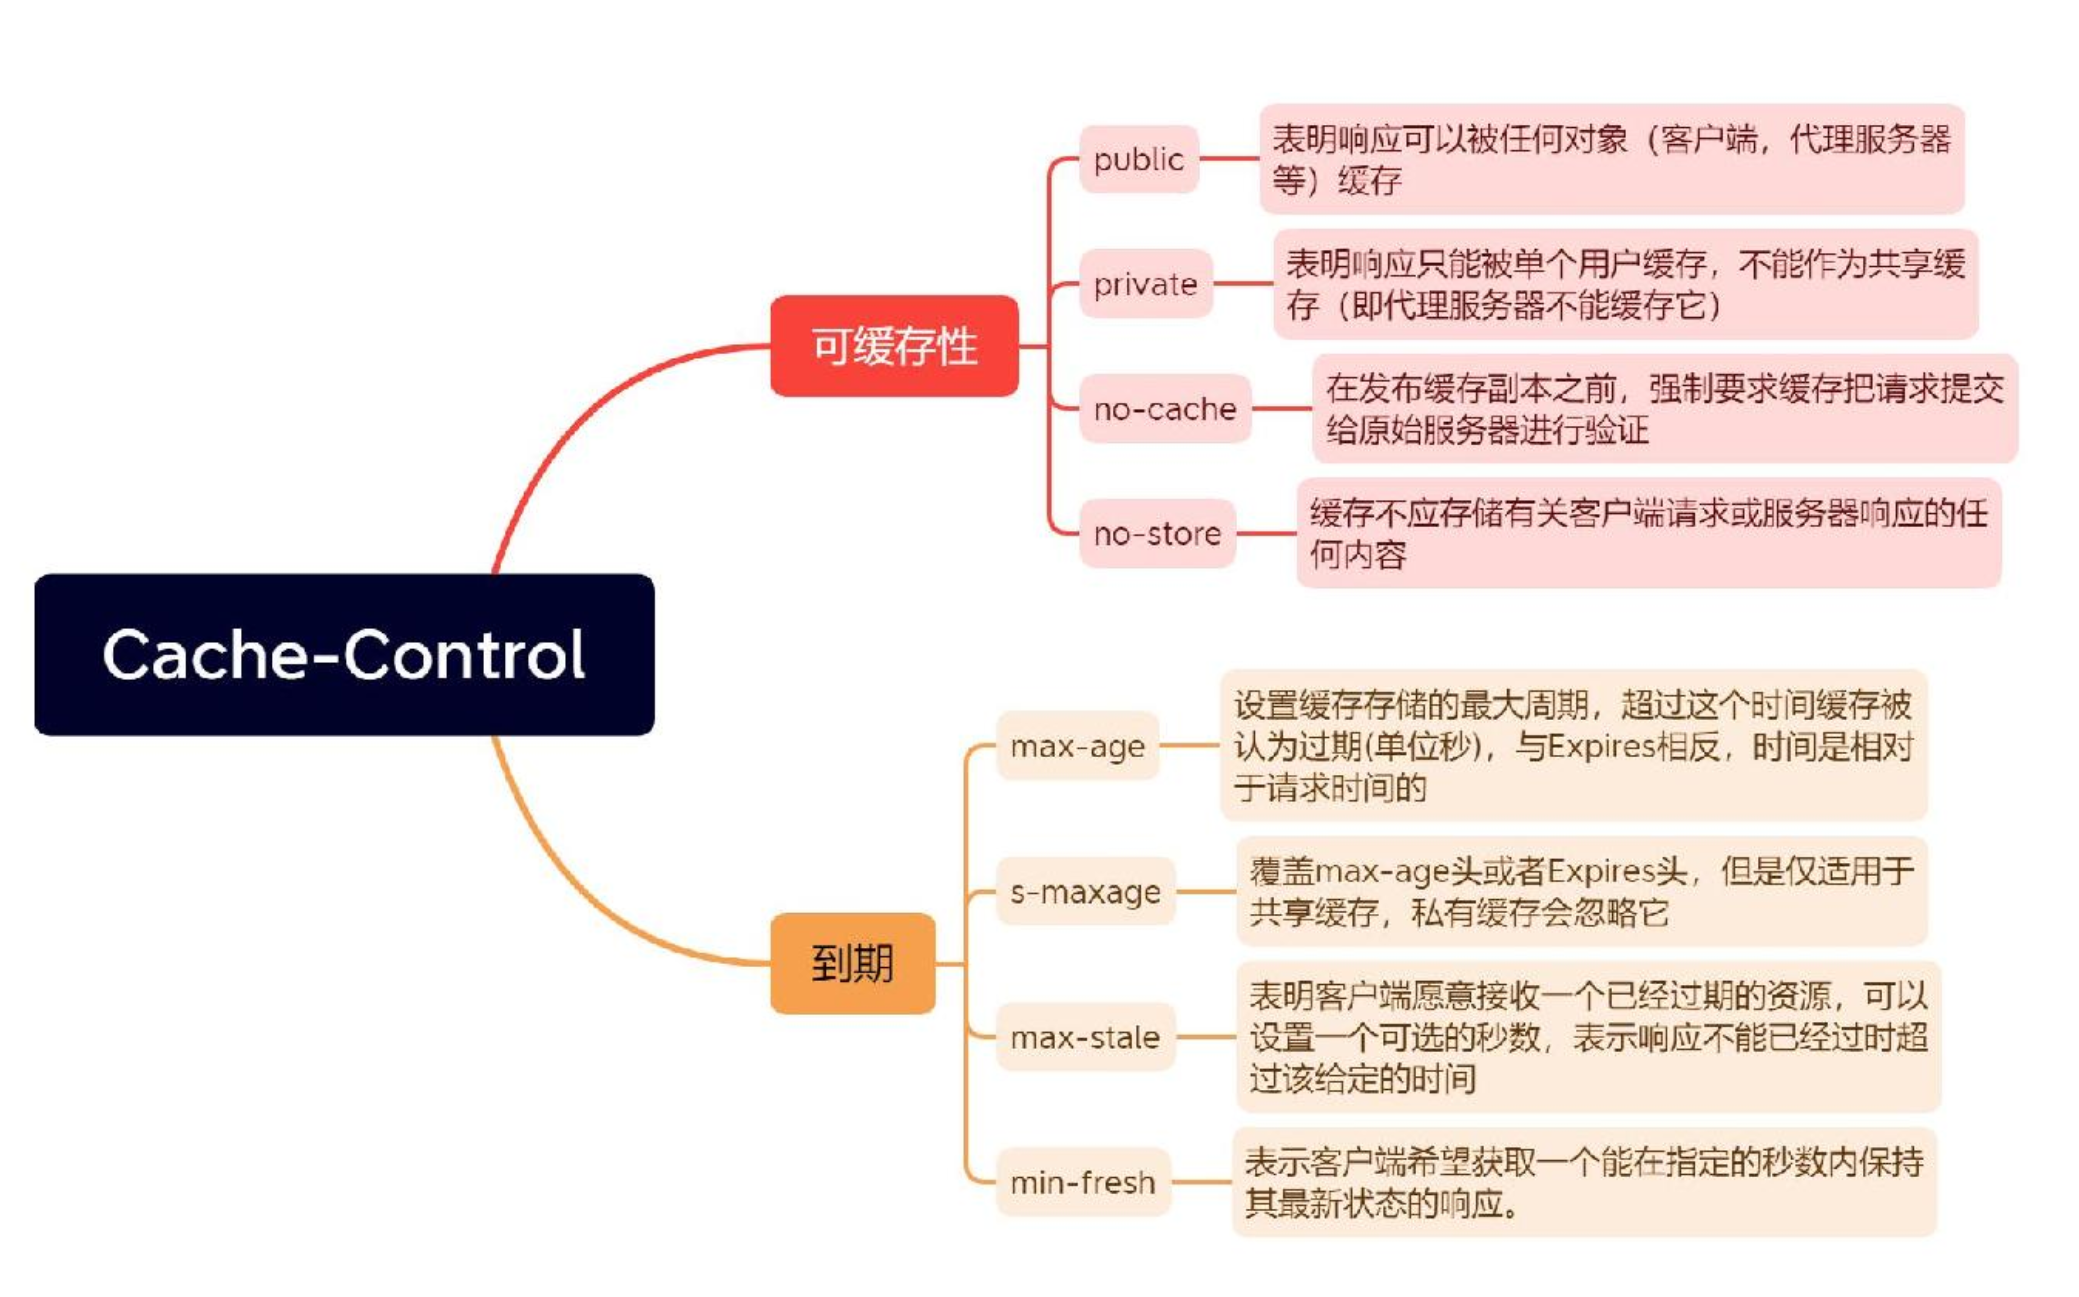 Cache-Control
可缓存性
public
表明响应可以被任何对象（客户端，代理服务器
等）缓存
private
表明响应只能被单个用户缓存，不能作为共享缓
存（即代理服务器不能缓存它）
no-cache
在发布缓存副本之前，强制要求缓存把请求提交
给原始服务器进行验证
no-store
缓存不应存储有关客户端请求或服务器响应的任
何内容
到期
max-age
设置缓存存储的最大周期，超过这个时间缓存被
认为过期(单位秒)，与Expires相反，时间是相对
于请求时间的
s-maxage
覆盖max-age头或者Expires头，但是仅适用于
共享缓存，私有缓存会忽略它
max-stale
表明客户端愿意接收一个已经过期的资源，可以
设置一个可选的秒数，表示响应不能已经过时超
过该给定的时间
min-fresh
表示客户端希望获取一个能在指定的秒数内保持
其最新状态的响应。